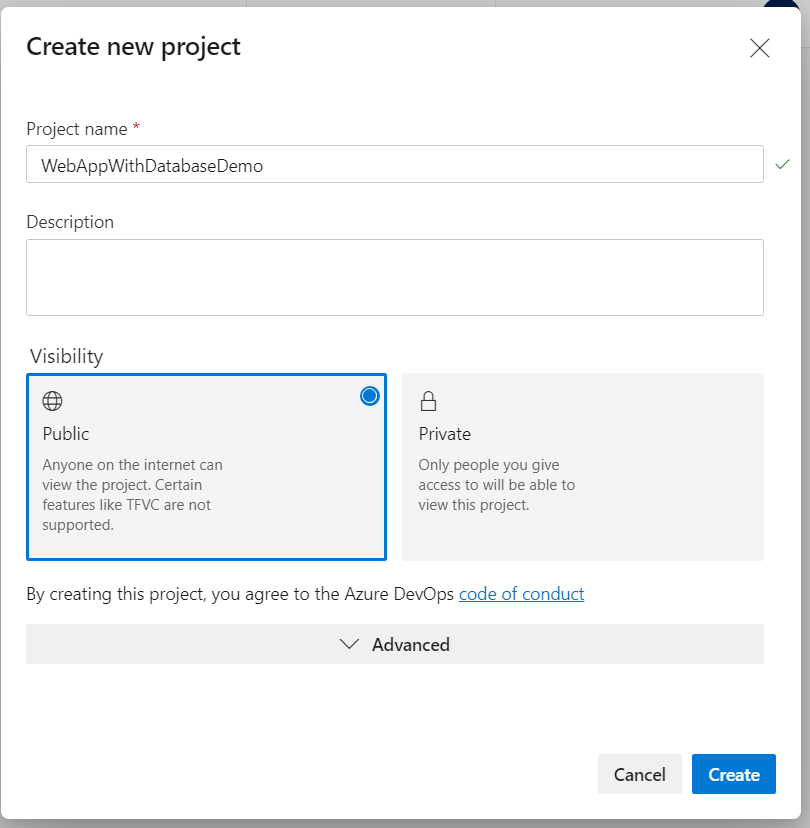 Create new project
Project name *
WebAppWithDatabaseDemo
Description
Visibility
Public
Anyone on the internet can
view the project. Certain
features like TFVC are not
supported.
Private
Only people you give
access to will be able to
view this project.
By creating this project, you agree to the Azure DevOps code of conduct
Advanced
Cancel
Create